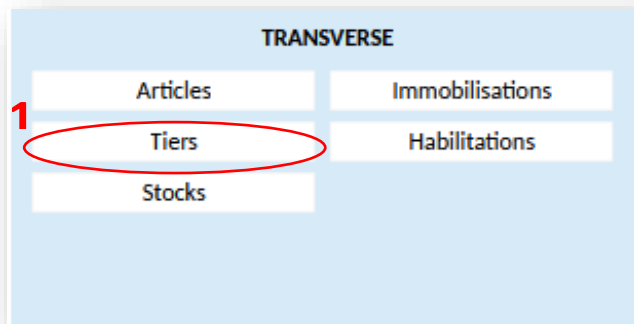 TRANSVERSE
Articles Immobilisations
1
Tiers Habilitations
Stocks